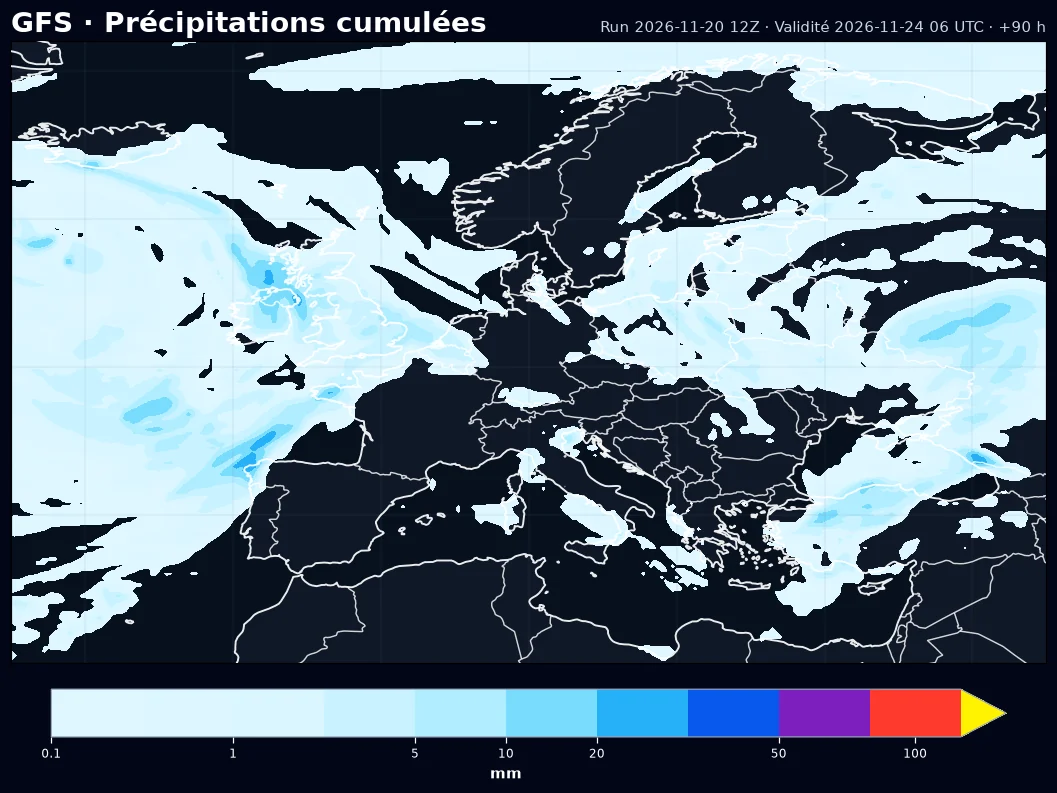 GFS · Précipitations cumulées
Run 2026-11-20 12Z · Validité 2026-11-24 06 UTC · +90 h
0.1 1 5 10 20 50 100
mm